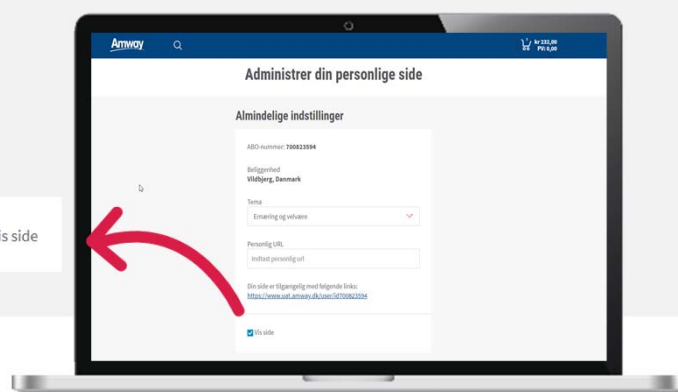 Amway
kr 232,00
PV: 0,00
Administrer din personlige side
Almindelige indstillinger
ABO-nummer: 700823594
Beliggenhed
Vildbjerg, Danmark
Tema
Ernæring og velvære
Personlig URL
Indtast personlig url
Din side er tilgængelig med følgende links:
https://www.uat.amway.dk/user/id700823594
Vis side
is side